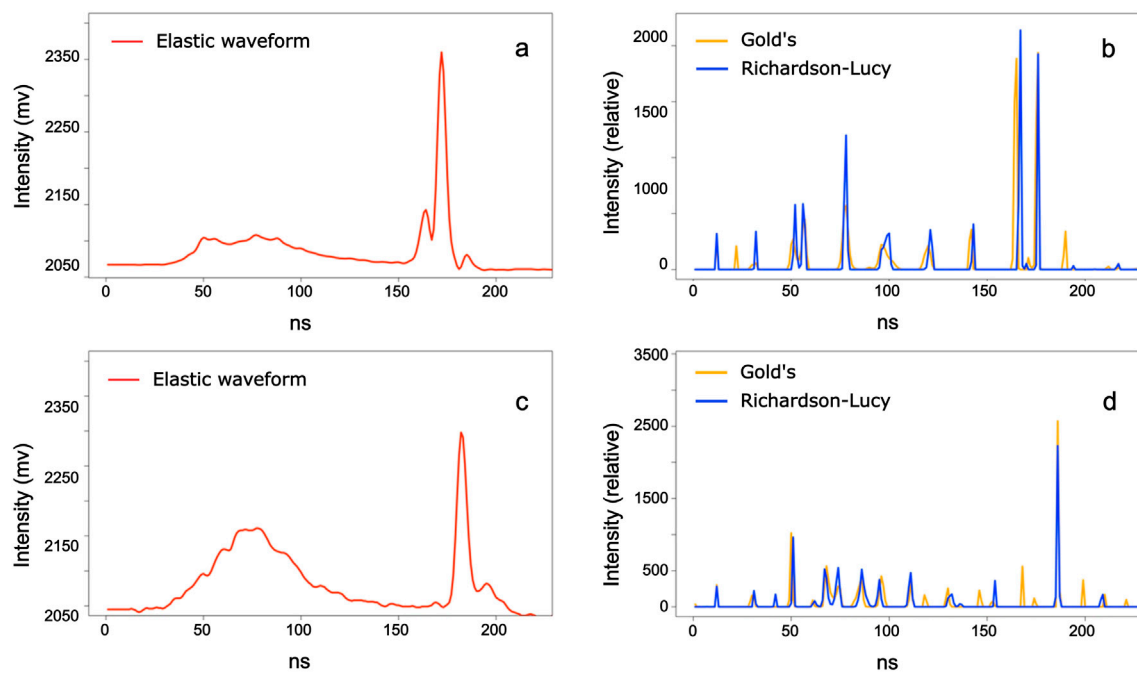 Elastic waveform
a
Intensity (mv)
2350
2250
2150
2050
0
50
100
150
200
ns
Gold's
Richardson-Lucy
b
Intensity (relative)
2000
1500
1000
0
0
50
100
150
200
ns
Elastic waveform
c
Intensity (mv)
2350
2250
2150
2050
0
50
100
150
200
ns
Gold's
Richardson-Lucy
d
Intensity (relative)
3500
2500
1500
500
0
0
50
100
150
200
ns